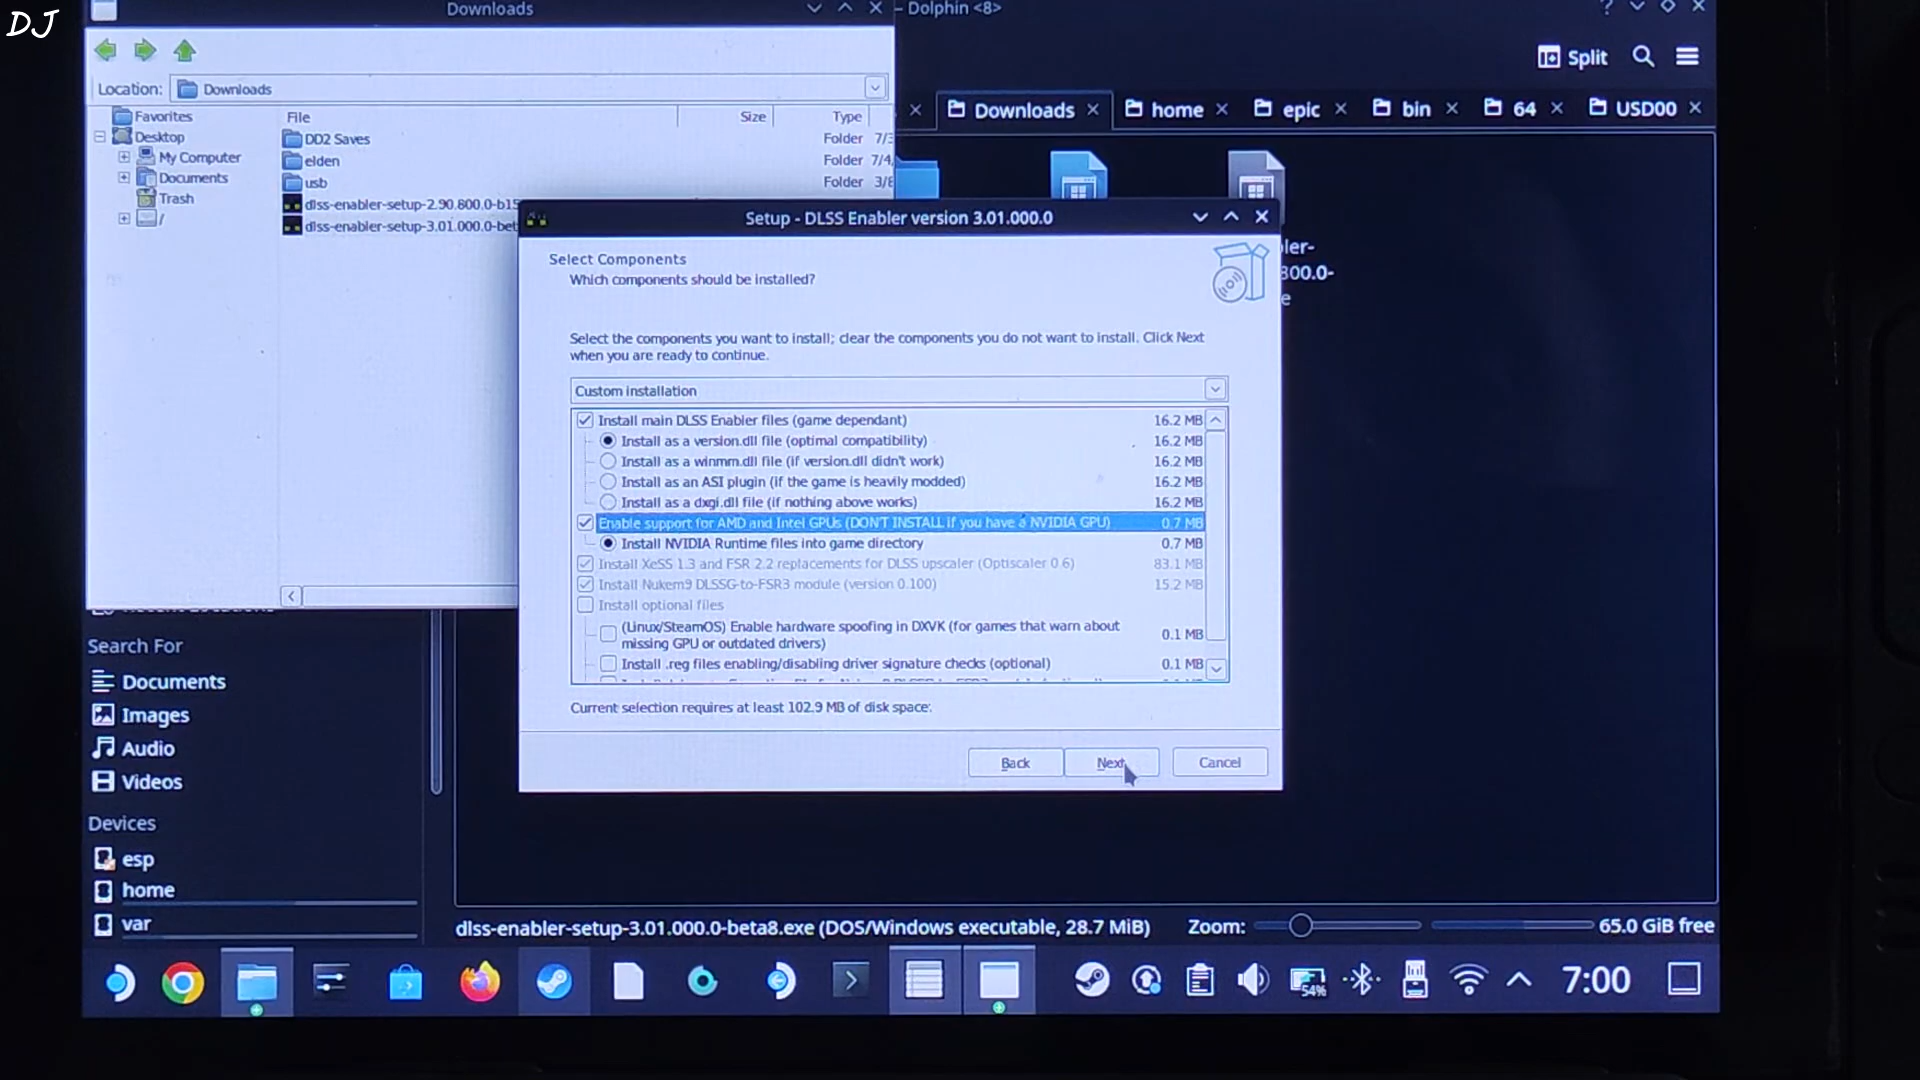 DJ
Downloads
– Dolphin <8>
Split
Location: Downloads
Downloads
home
epic
bin
64
USD00
Favorites
Desktop
My Computer
Documents
Trash
/
File
Size
Type
DD2 Saves
Folder
elden
Folder
7/4
usb
Folder
dlss-enabler-setup-2.90.800.0-b15
dlss-enabler-setup-3.01.000.0-bet
ler-
800.0-
e
Setup - DLSS Enabler version 3.01.000.0
Select Components
Which components should be installed?
Select the components you want to install; clear the components you do not want to install. Click Next
when you are ready to continue.
Custom installation
Install main DLSS Enabler files (game dependant) 16.2 MB
Install as a version.dll file (optimal compatibility) 16.2 MB
Install as a winmm.dll file (if version.dll didn't work) 16.2 MB
Install as an ASI plugin (if the game is heavily modded) 16.2 MB
Install as a dxgi.dll file (if nothing above works) 16.2 MB
Enable support for AMD and Intel GPUs (DON'T INSTALL if you have a NVIDIA GPU) 0.7 MB
Install NVIDIA Runtime files into game directory 0.7 MB
Install XeSS 1.3 and FSR 2.2 replacements for DLSS upscaler (Optiscaler 0.6) 83.1 MB
Install Nukem9 DLSSG-to-FSR3 module (version 0.100) 15.2 MB
Install optional files
(Linux/SteamOS) Enable hardware spoofing in DXVK (for games that warn about
missing GPU or outdated drivers) 0.1 MB
Install .reg files enabling/disabling driver signature checks (optional) 0.1 MB
Current selection requires at least 102.9 MB of disk space.
Back
Next
Cancel
Search For
Documents
Images
Audio
Videos
Devices
esp
home
var
dlss-enabler-setup-3.01.000.0-beta8.exe (DOS/Windows executable, 28.7 MiB)
Zoom:
65.0 GiB free
54%
7:00